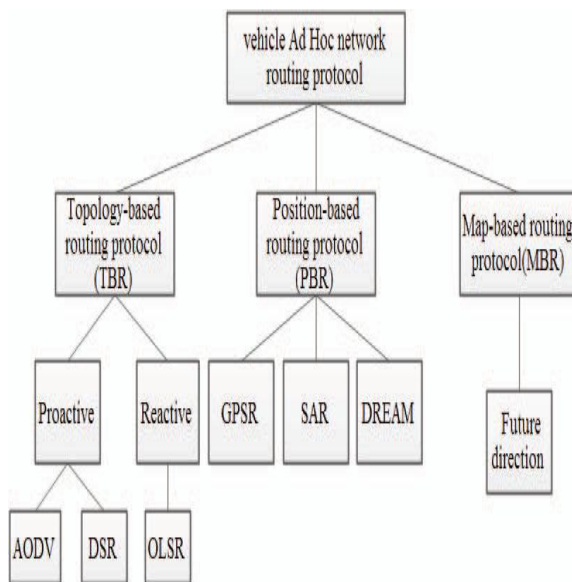 vehicle Ad Hoc network
routing protocol
Topology-based
routing protocol
(TBR)
Position-based
routing protocol
(PBR)
Map-based routing
protocol(MBR)
Proactive
Reactive
GPSR
SAR
DREAM
Future
direction
AODV
DSR
OLSR